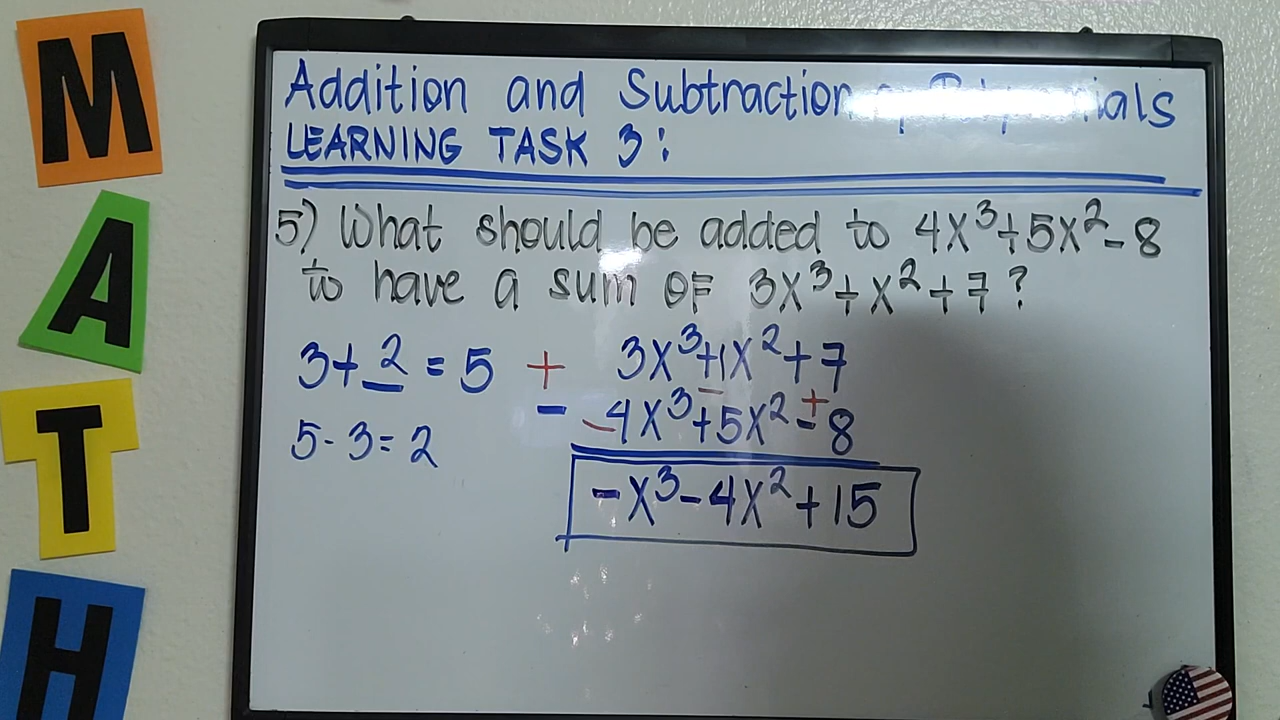 MATH
Addition and Subtraction
LEARNING TASK 3:
5) What should be added to 4X³+5X²-8
to have a sum OF 3X³+X²+7?
3+2=5 + 3X³+1X²+7
- - 4X³+5X²-8 - +
5-3=2
-X³-4X²+15